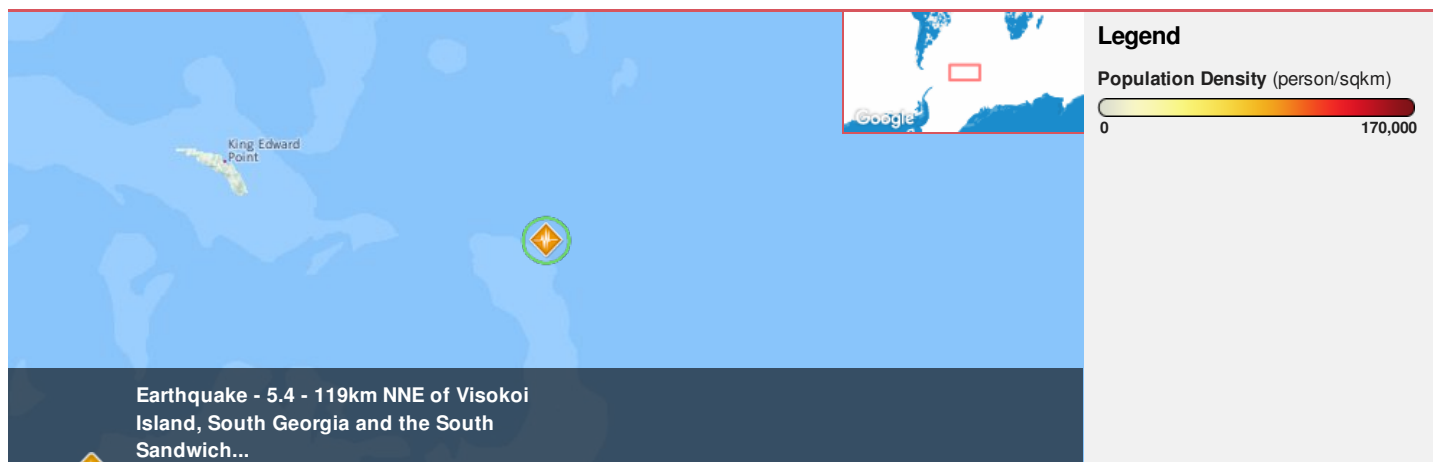 King Edward
Point
Google
Legend
Population Density (person/sqkm)
0 170,000
Earthquake - 5.4 - 119km NNE of Visokoi
Island, South Georgia and the South
Sandwich...